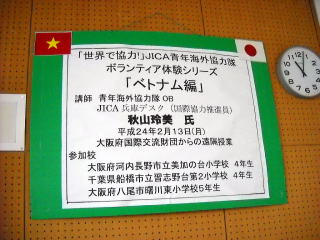 「世界で協力！」JICA青年海外協力隊
ボランティア体験シリーズ
「ベトナム編」
講師 青年海外協力隊OB
JICA兵庫デスク（国際協力推進員）
秋山玲美 氏
平成24年2月13日(月)
大阪府国際交流財団からの遠隔授業
参加校
大阪府河内長野市立美加の台小学校 4年生
千葉県船橋市立習志野台第2小学校 4年生
大阪府八尾市曙川東小学校5年生